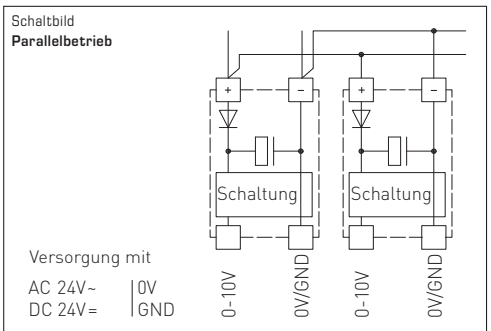 Schaltbild
Parallelbetrieb
+ − + −
Schaltung Schaltung
0-10V 0V/GND 0-10V 0V/GND
Versorgung mit
AC 24V~ 0V
DC 24V= GND